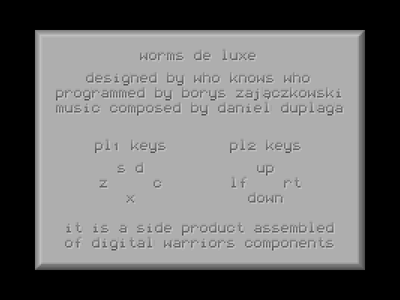 worms de luxe
designed by who knows who
programmed by borys zajączkowski
music composed by daniel duplaga
pl1 keys pl2 keys
s d up
z c lf rt
x down
it is a side product assembled
of digital warriors components